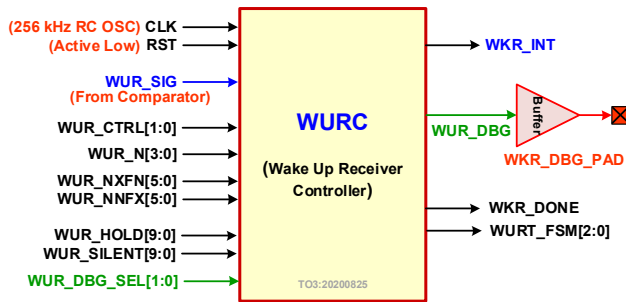 (256 kHz RC OSC) CLK
(Active Low) RST
WUR_SIG
(From Comparator)
WUR_CTRL[1:0]
WUR_N[3:0]
WUR_NXFN[5:0]
WUR_NNFX[5:0]
WUR_HOLD[9:0]
WUR_SILENT[9:0]
WUR_DBG_SEL[1:0]
WURC
(Wake Up Receiver
Controller)
TO3:20200825
WKR_INT
WUR_DBG
Buffer
WKR_DBG_PAD
WKR_DONE
WURT_FSM[2:0]